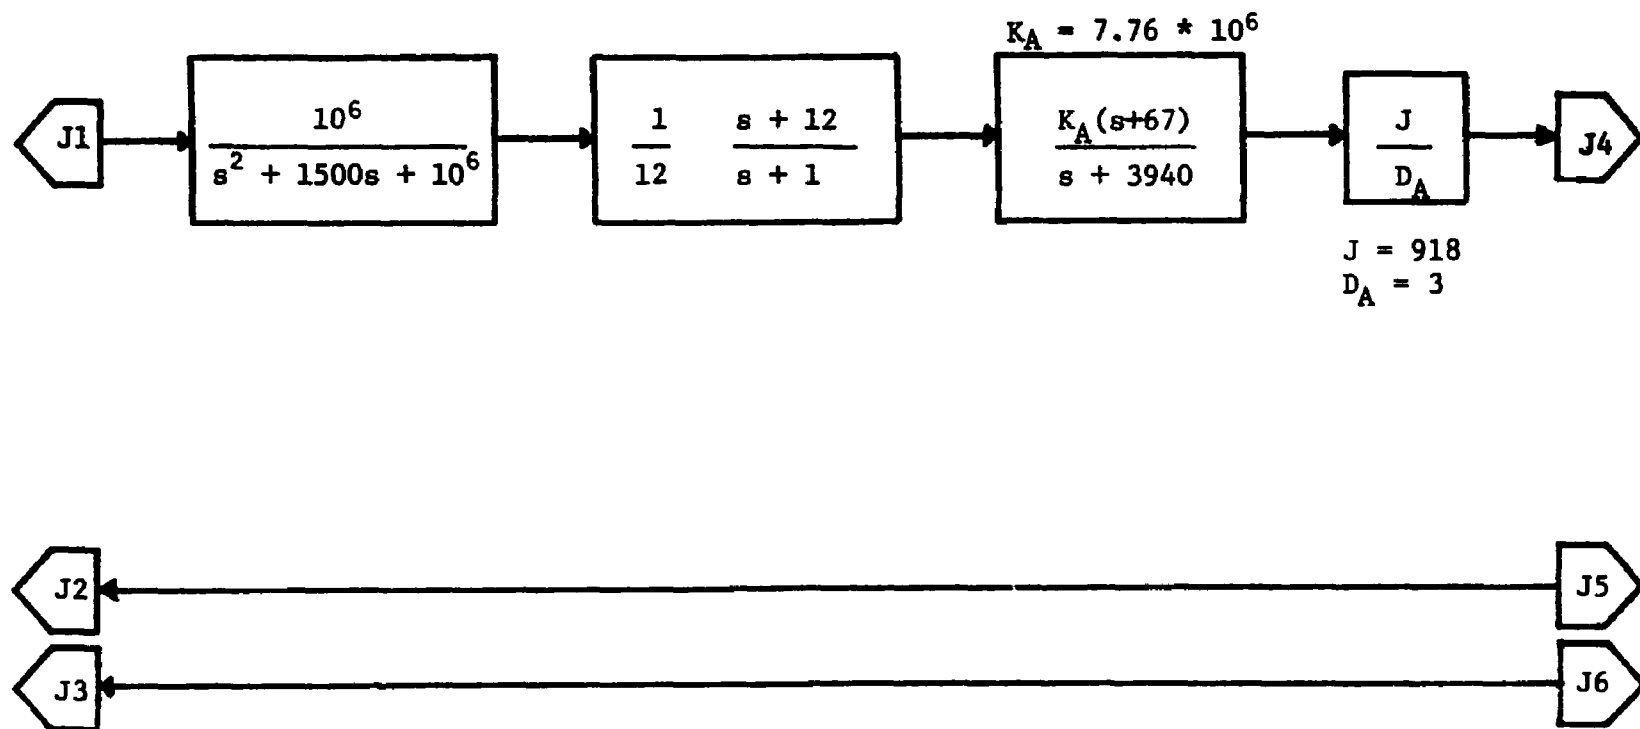 K_A = 7.76 * 10^6
J1
10^6
s^2 + 1500s + 10^6
1 s + 12
12 s + 1
K_A(s+67)
s + 3940
J
D_A
J4
J = 918
D_A = 3
J2
J5
J3
J6